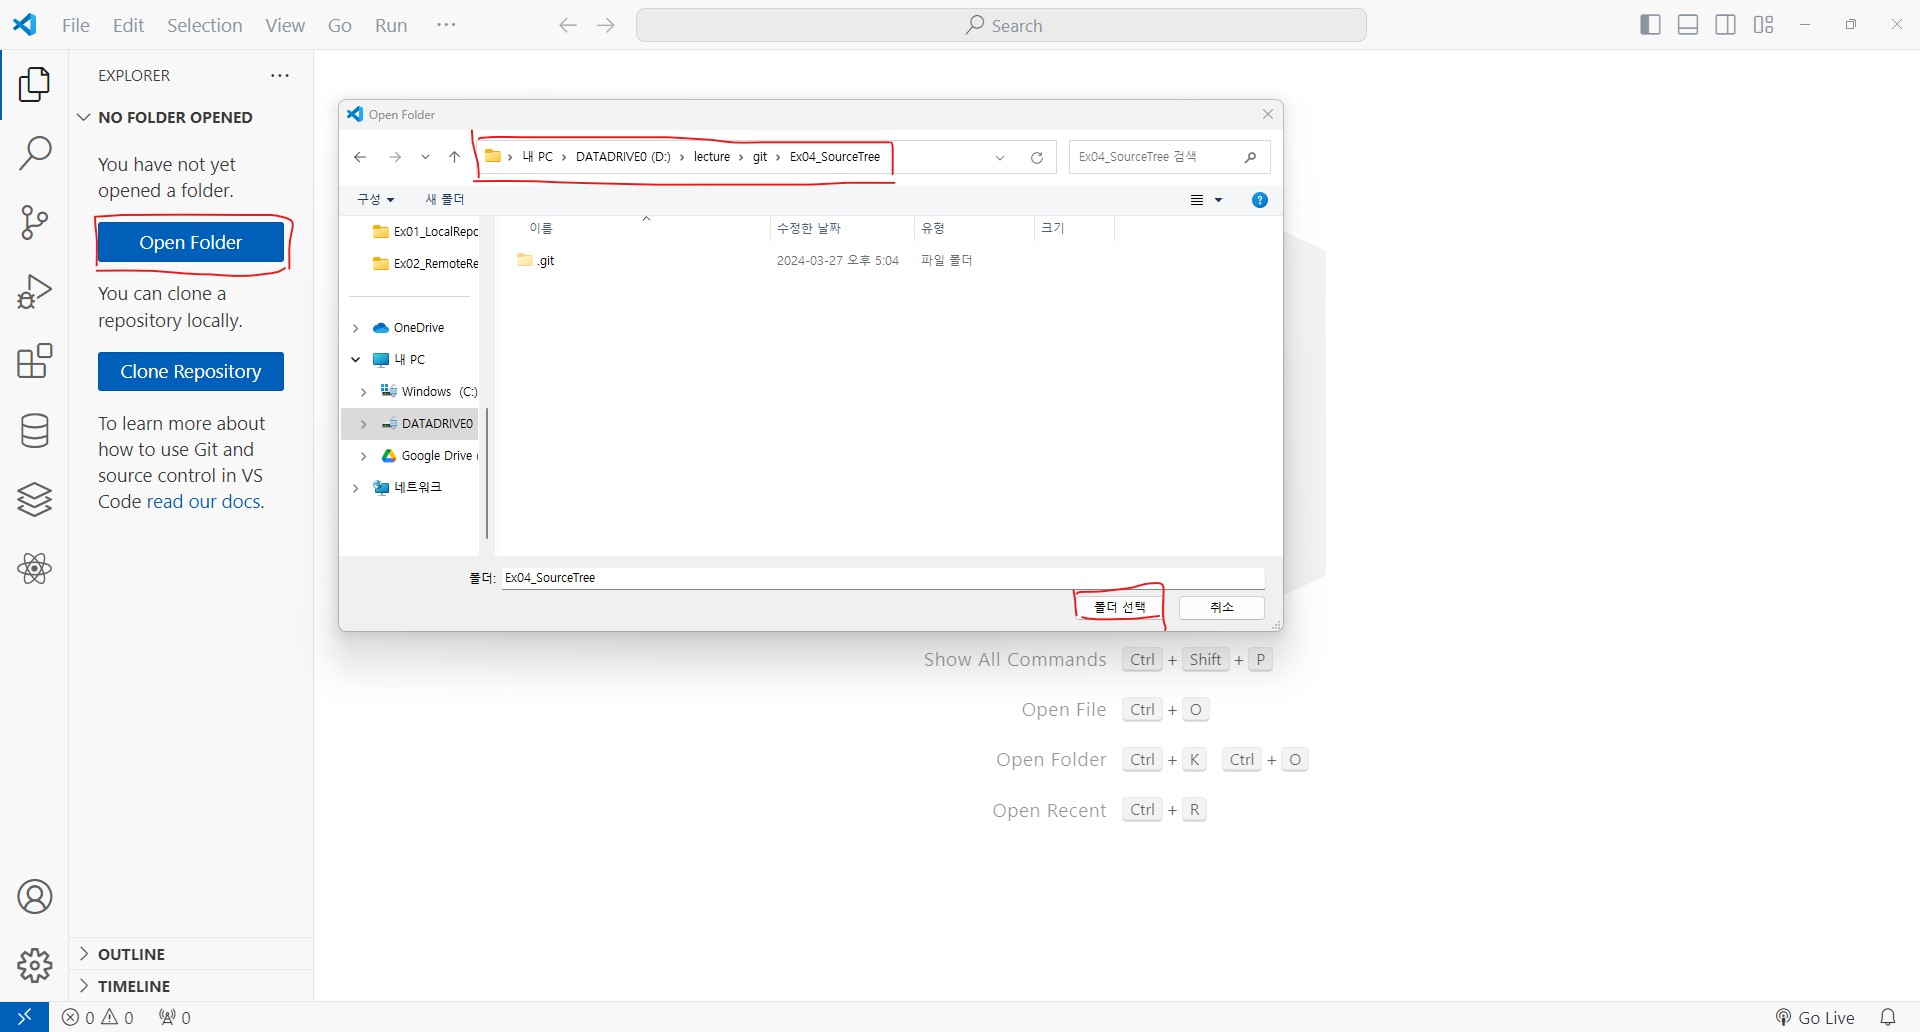 File Edit Selection View Go Run ···
Search
EXPLORER ···
NO FOLDER OPENED
You have not yet
opened a folder.
Open Folder
You can clone a
repository locally.
Clone Repository
To learn more about
how to use Git and
source control in VS
Code read our docs.
OUTLINE
TIMELINE
Open Folder
내 PC > DATADRIVE0 (D:) > lecture > git > Ex04_SourceTree
Ex04_SourceTree 검색
구성 새 폴더
이름 수정한 날짜 유형 크기
.git 2024-03-27 오후 5:04 파일 폴더
Ex01_LocalRepo
Ex02_RemoteRe
OneDrive
내 PC
Windows (C:)
DATADRIVE0
Google Drive (
네트워크
폴더: Ex04_SourceTree
폴더 선택 취소
Show All Commands Ctrl + Shift + P
Open File Ctrl + O
Open Folder Ctrl + K Ctrl + O
Open Recent Ctrl + R
0 0 0
Go Live